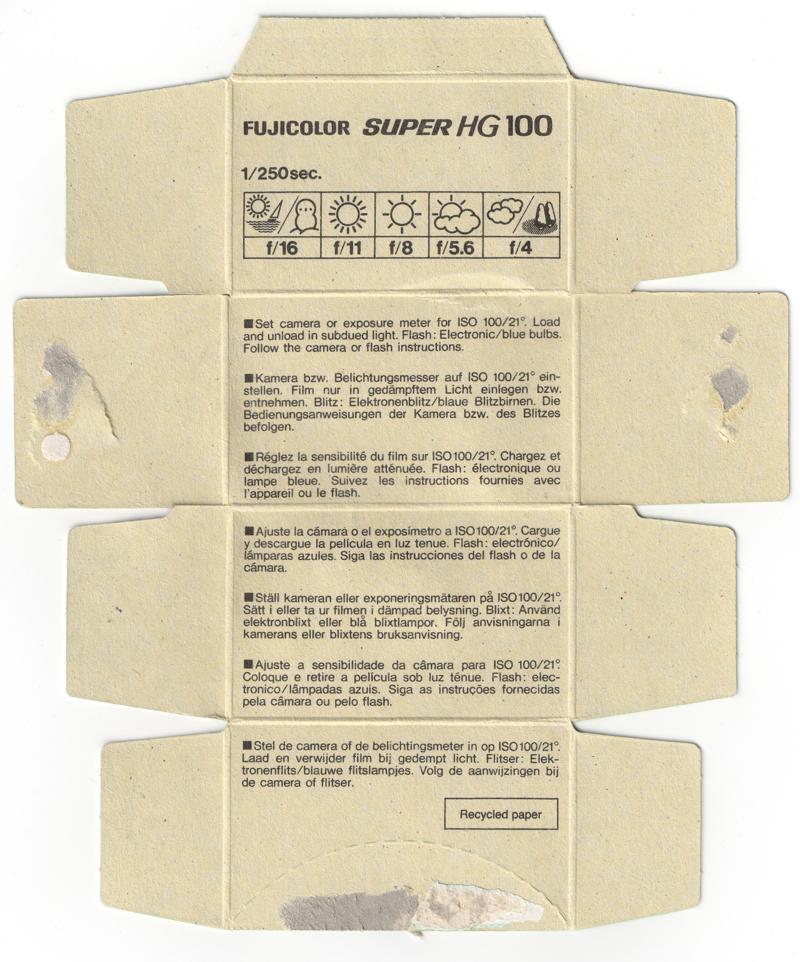 FUJICOLOR SUPER HG 100
1/250sec.
f/16 f/11 f/8 f/5.6 f/4
■Set camera or exposure meter for ISO 100/21°. Load
and unload in subdued light. Flash: Electronic/blue bulbs.
Follow the camera or flash instructions.
■Kamera bzw. Belichtungsmesser auf ISO 100/21° ein-
stellen. Film nur in gedämpftem Licht einlegen bzw.
entnehmen. Blitz: Elektronenblitz/blaue Blitzbirnen. Die
Bedienungsanweisungen der Kamera bzw. des Blitzes
befolgen.
■Réglez la sensibilité du film sur ISO100/21°. Chargez et
déchargez en lumière atténuée. Flash: électronique ou
lampe bleue. Suivez les instructions fournies avec
l'appareil ou le flash.
■Ajuste la cámara o el exposímetro a ISO100/21°. Cargue
y descargue la película en luz tenue. Flash: electrónico/
lámparas azules. Siga las instrucciones del flash o de la
cámara.
■Ställ kameran eller exponeringsmätaren på ISO100/21°.
Sätt i eller ta ur filmen i dämpad belysning. Blixt: Använd
elektronblixt eller blå blixtlampor. Följ anvisningarna i
kamerans eller blixtens bruksanvisning.
■Ajuste a sensibilidade da câmara para ISO 100/21°.
Coloque e retire a película sob luz ténue. Flash: elec-
tronico/lâmpadas azuis. Siga as instruções fornecidas
pela câmara ou pelo flash.
■Stel de camera of de belichtingsmeter in op ISO100/21°.
Laad en verwijder film bij gedempt licht. Flitser: Elek-
tronenflits/blauwe flitslampjes. Volg de aanwijzingen bij
de camera of flitser.
Recycled paper